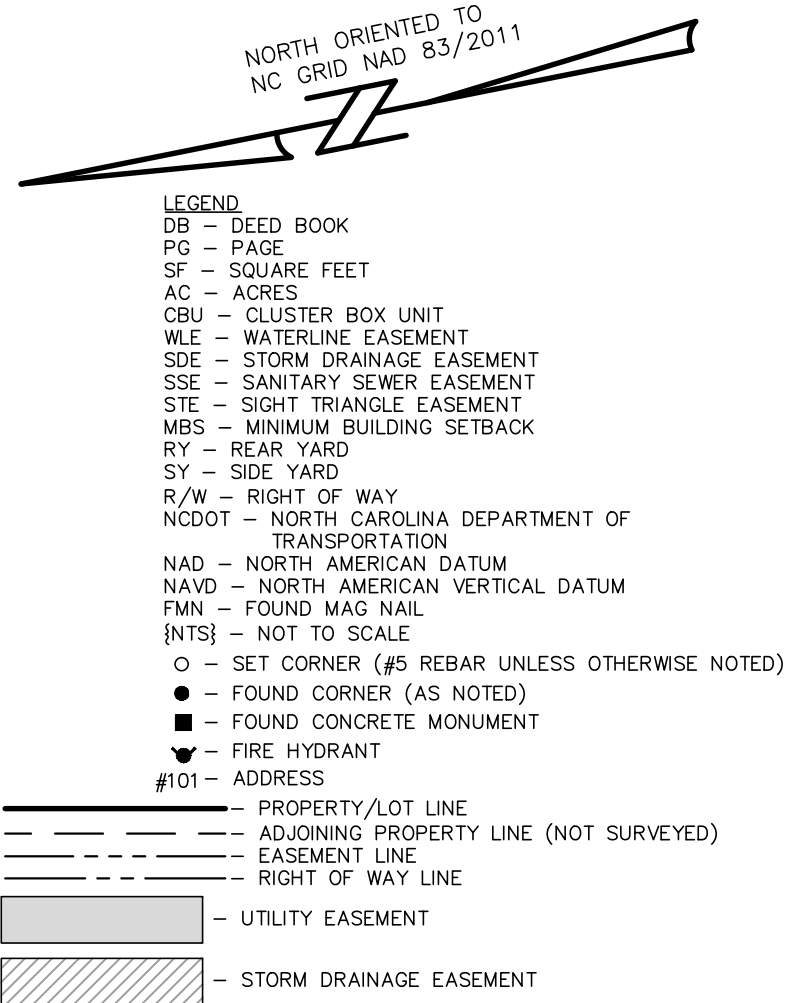 NORTH ORIENTED TO
NC GRID NAD 83/2011
LEGEND
DB – DEED BOOK
PG – PAGE
SF – SQUARE FEET
AC – ACRES
CBU – CLUSTER BOX UNIT
WLE – WATERLINE EASEMENT
SDE – STORM DRAINAGE EASEMENT
SSE – SANITARY SEWER EASEMENT
STE – SIGHT TRIANGLE EASEMENT
MBS – MINIMUM BUILDING SETBACK
RY – REAR YARD
SY – SIDE YARD
R/W – RIGHT OF WAY
NCDOT – NORTH CAROLINA DEPARTMENT OF
TRANSPORTATION
NAD – NORTH AMERICAN DATUM
NAVD – NORTH AMERICAN VERTICAL DATUM
FMN – FOUND MAG NAIL
{NTS} – NOT TO SCALE
– SET CORNER (#5 REBAR UNLESS OTHERWISE NOTED)
– FOUND CORNER (AS NOTED)
– FOUND CONCRETE MONUMENT
– FIRE HYDRANT
#101 – ADDRESS
– PROPERTY/LOT LINE
– ADJOINING PROPERTY LINE (NOT SURVEYED)
– EASEMENT LINE
– RIGHT OF WAY LINE
– UTILITY EASEMENT
– STORM DRAINAGE EASEMENT